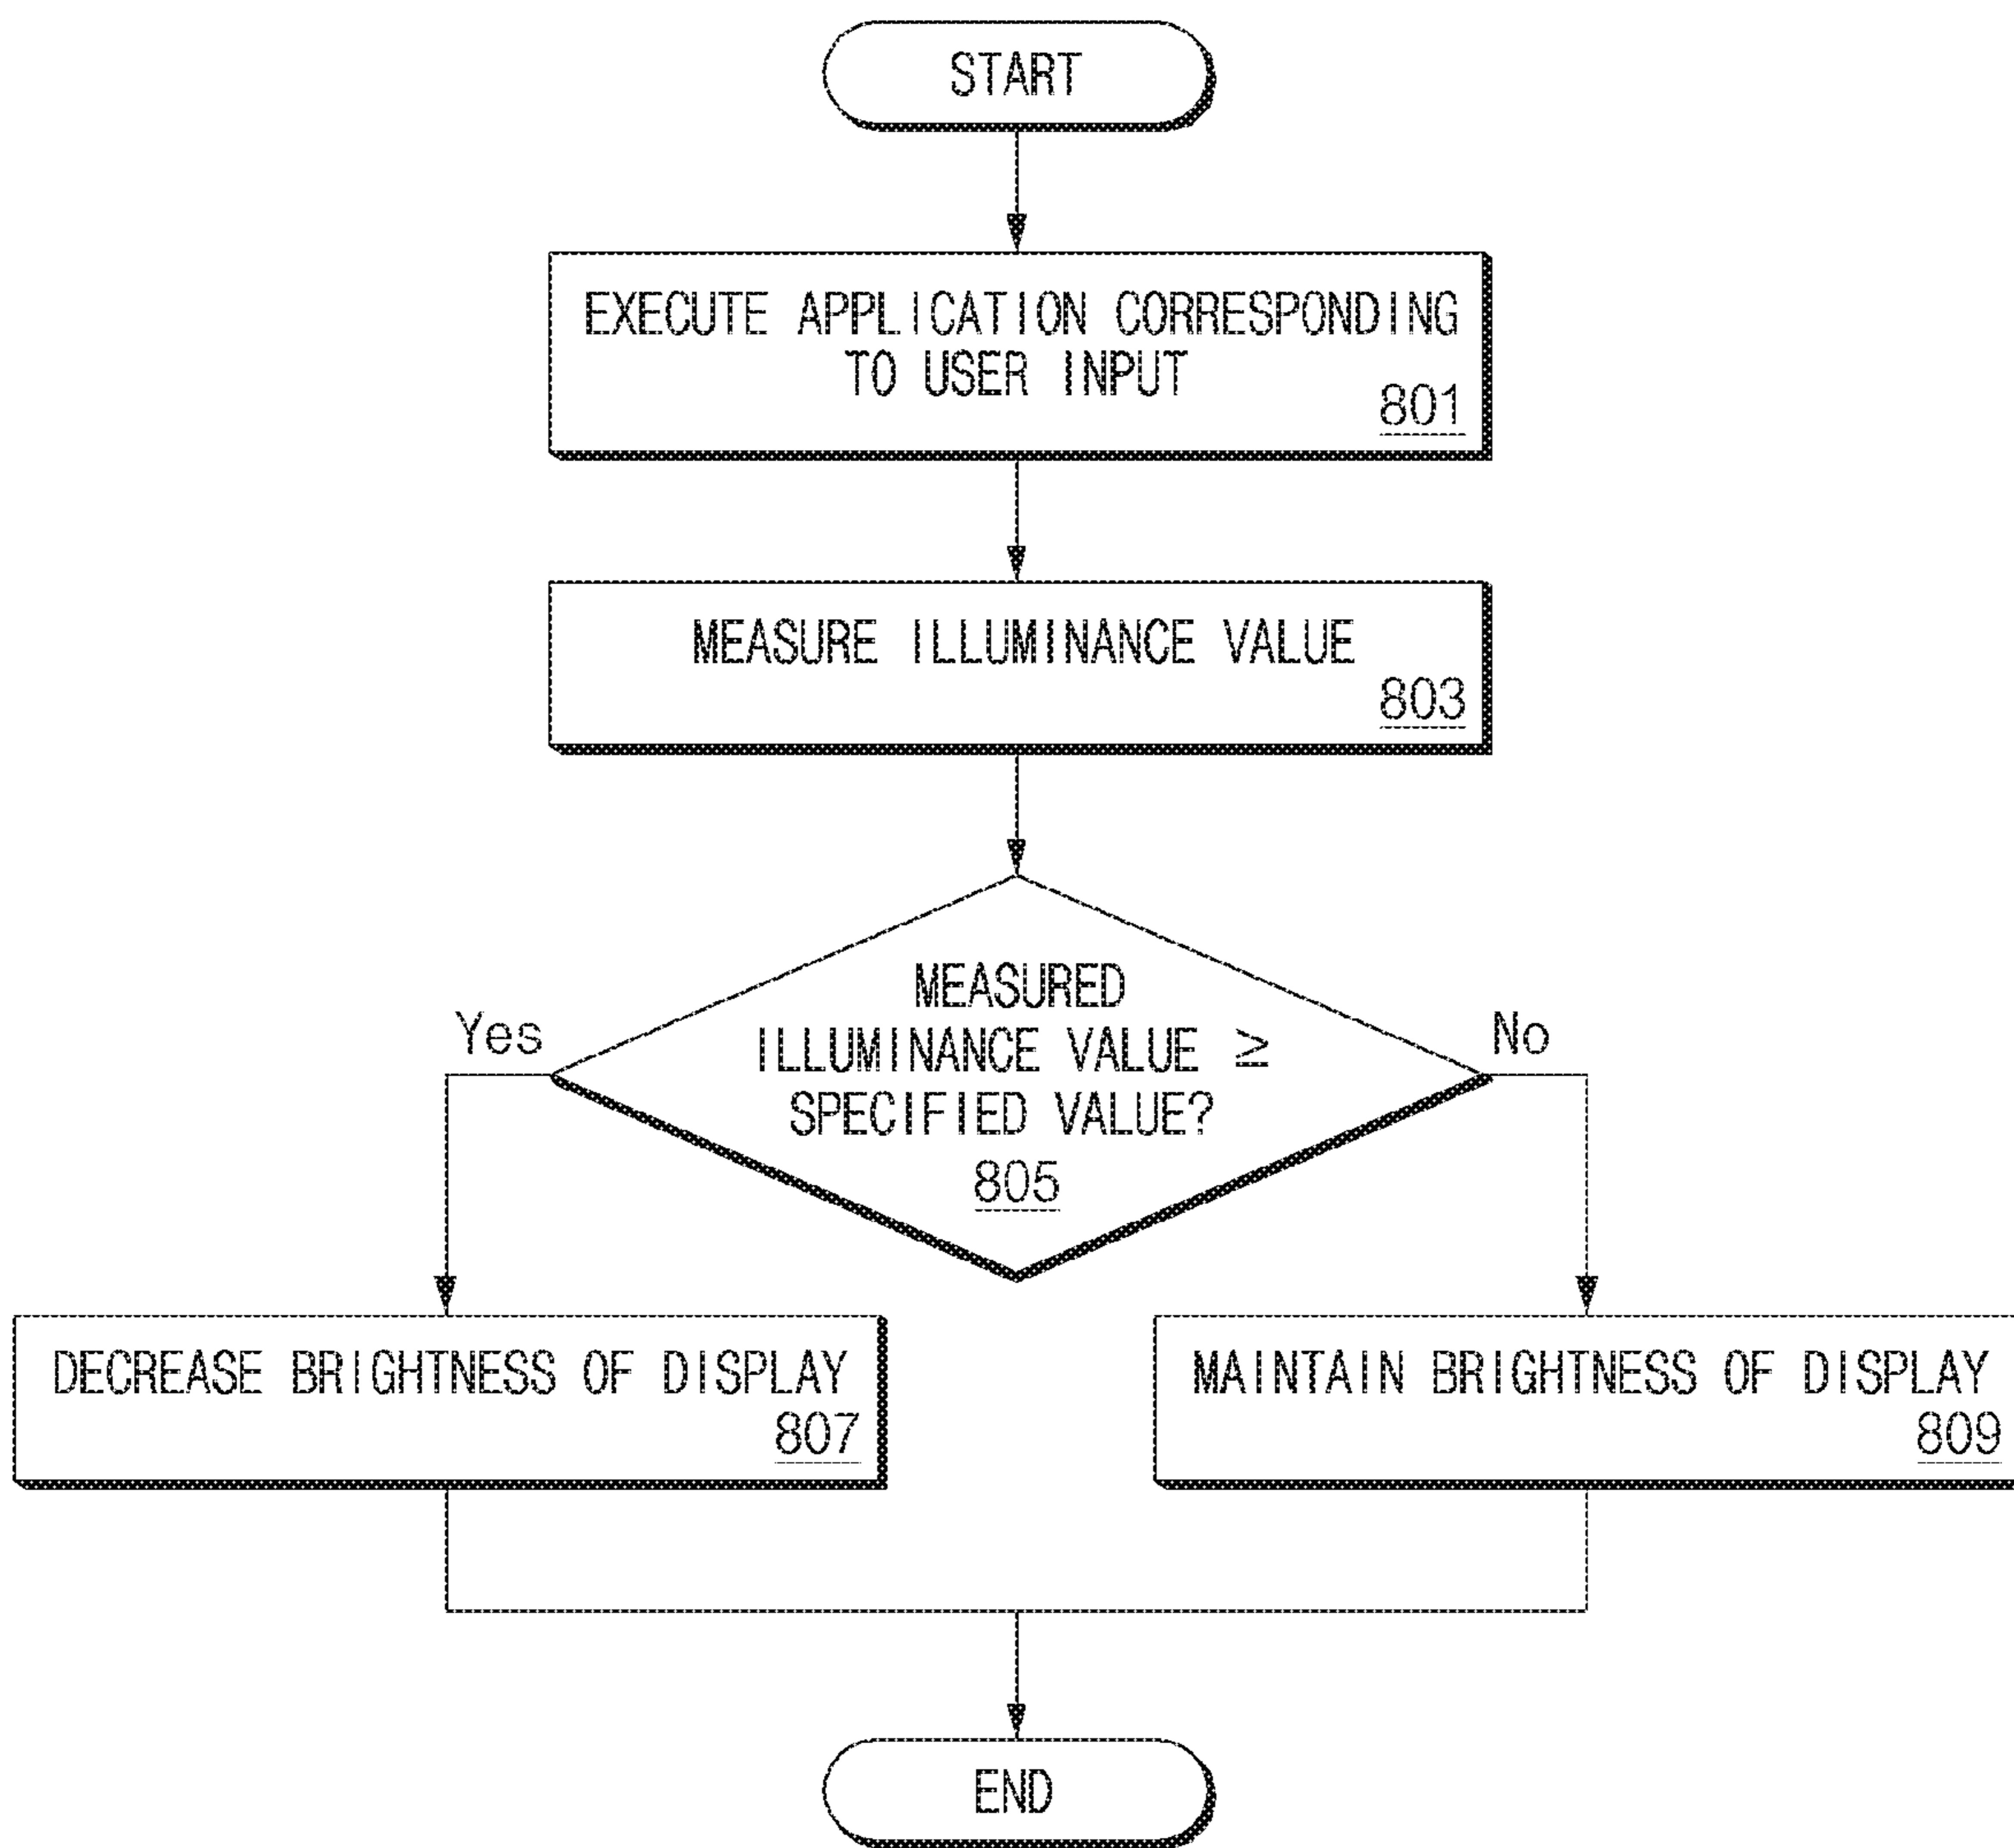 START
EXECUTE APPLICATION CORRESPONDING
TO USER INPUT
801
MEASURE ILLUMINANCE VALUE
803
MEASURED
ILLUMINANCE VALUE ≧
SPECIFIED VALUE?
805
Yes
No
DECREASE BRIGHTNESS OF DISPLAY
807
MAINTAIN BRIGHTNESS OF DISPLAY
809
END